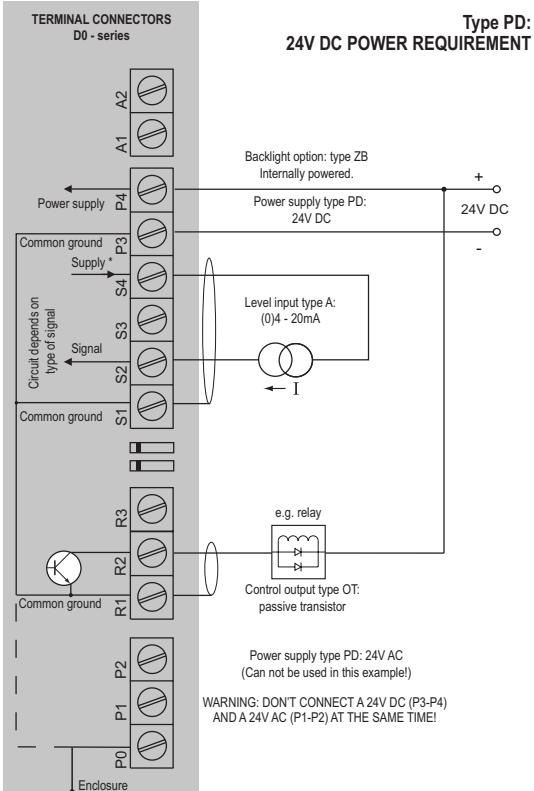 TERMINAL CONNECTORS
D0 - series
Type PD:
24V DC POWER REQUIREMENT
A2
A1
Backlight option: type ZB
Internally powered.
+
Power supply
P4
Power supply type PD:
24V DC
24V DC
Common ground
P3
-
Supply *
S4
Level input type A:
(0)4 - 20mA
Circuit depends on
type of signal
S3
Signal
S2
I
Common ground
S1
R3
e.g. relay
R2
Control output type OT:
passive transistor
Common ground
R1
P2
Power supply type PD: 24V AC
(Can not be used in this example!)
P1
WARNING: DON'T CONNECT A 24V DC (P3-P4)
AND A 24V AC (P1-P2) AT THE SAME TIME!
P0
Enclosure